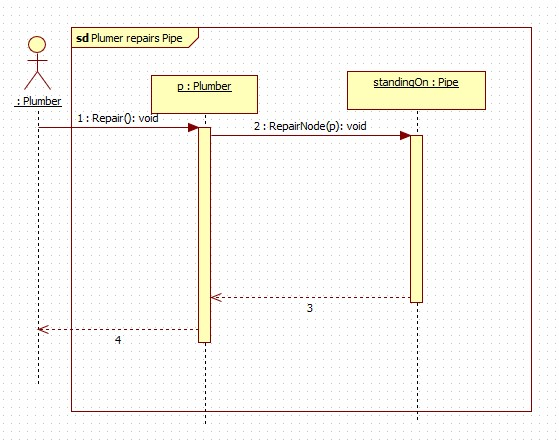 sd Plumer repairs Pipe
: Plumber
p : Plumber
standingOn : Pipe
1 : Repair(): void
2 : RepairNode(p): void
3
4